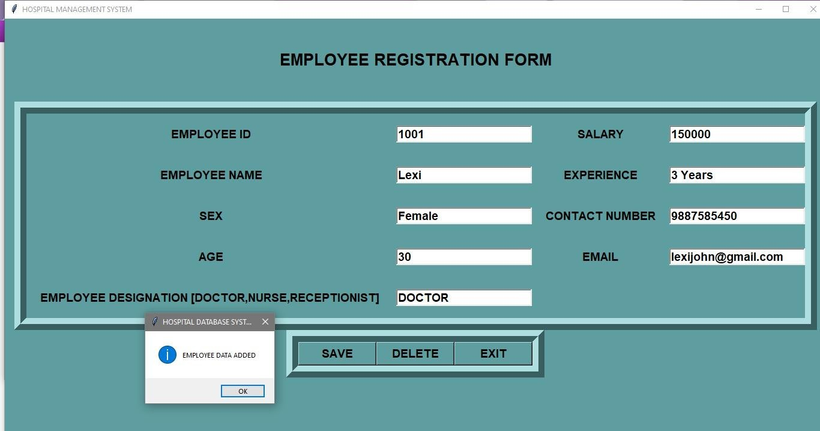 HOSPITAL MANAGEMENT SYSTEM
EMPLOYEE REGISTRATION FORM
EMPLOYEE ID 1001 SALARY 150000
EMPLOYEE NAME Lexi EXPERIENCE 3 Years
SEX Female CONTACT NUMBER 9887585450
AGE 30 EMAIL lexijohn@gmail.com
EMPLOYEE DESIGNATION [DOCTOR,NURSE,RECEPTIONIST] DOCTOR
HOSPITAL DATABASE SYST...
EMPLOYEE DATA ADDED
OK
SAVE DELETE EXIT